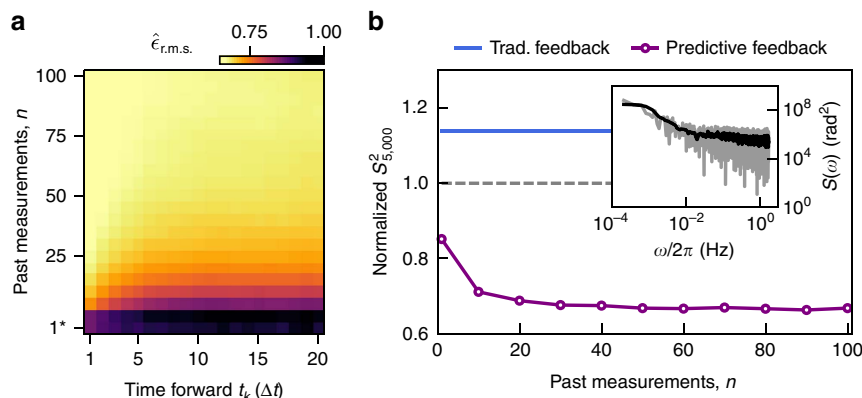 a
ε̂r.m.s.
0.75
1.00
100
75
50
25
1*
Past measurements, n
1
5
10
15
20
Time forward tk (Δt)
b
Trad. feedback
Predictive feedback
1.2
1.0
0.8
0.6
Normalized S²5,000
0
20
40
60
80
100
Past measurements, n
10⁸
10⁴
10⁰
S(ω) (rad²)
10⁻⁴
10⁻²
10⁰
ω/2π (Hz)